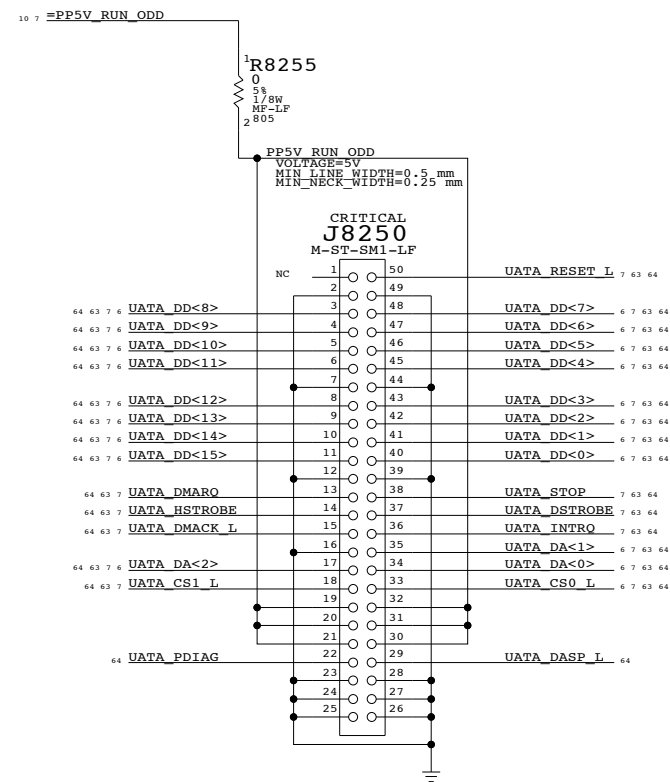 10 7 =PP5V_RUN_ODD
1
R8255
0
5%
1/8W
MF-LF
2 805
PP5V_RUN_ODD
VOLTAGE=5V
MIN_LINE_WIDTH=0.5 mm
MIN_NECK_WIDTH=0.25 mm
CRITICAL
J8250
M-ST-SM1-LF
NC 1 50 UATA_RESET_L 7 63 64
2 49
64 63 7 6 UATA_DD<8> 3 48 UATA_DD<7> 6 7 63 64
64 63 7 6 UATA_DD<9> 4 47 UATA_DD<6> 6 7 63 64
64 63 7 6 UATA_DD<10> 5 46 UATA_DD<5> 6 7 63 64
64 63 7 6 UATA_DD<11> 6 45 UATA_DD<4> 6 7 63 64
7 44
64 63 7 6 UATA_DD<12> 8 43 UATA_DD<3> 6 7 63 64
64 63 7 6 UATA_DD<13> 9 42 UATA_DD<2> 6 7 63 64
64 63 7 6 UATA_DD<14> 10 41 UATA_DD<1> 6 7 63 64
64 63 7 6 UATA_DD<15> 11 40 UATA_DD<0> 6 7 63 64
12 39
64 63 7 UATA_DMARQ 13 38 UATA_STOP 7 63 64
64 63 7 UATA_HSTROBE 14 37 UATA_DSTROBE 7 63 64
64 63 7 UATA_DMACK_L 15 36 UATA_INTRQ 7 63 64
16 35 UATA_DA<1> 6 7 63 64
64 63 7 6 UATA_DA<2> 17 34 UATA_DA<0> 6 7 63 64
64 63 7 UATA_CS1_L 18 33 UATA_CS0_L 6 7 63 64
19 32
20 31
21 30
64 UATA_PDIAG 22 29 UATA_DASP_L 64
23 28
24 27
25 26